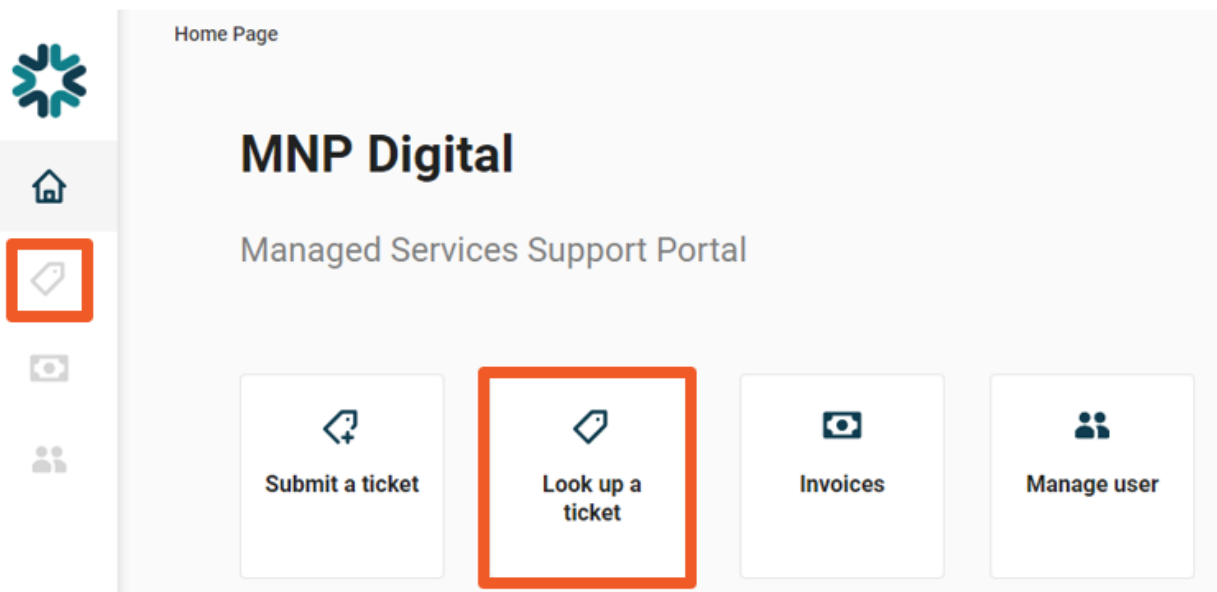 Home Page
MNP Digital
Managed Services Support Portal
Submit a ticket
Look up a
ticket
Invoices
Manage user